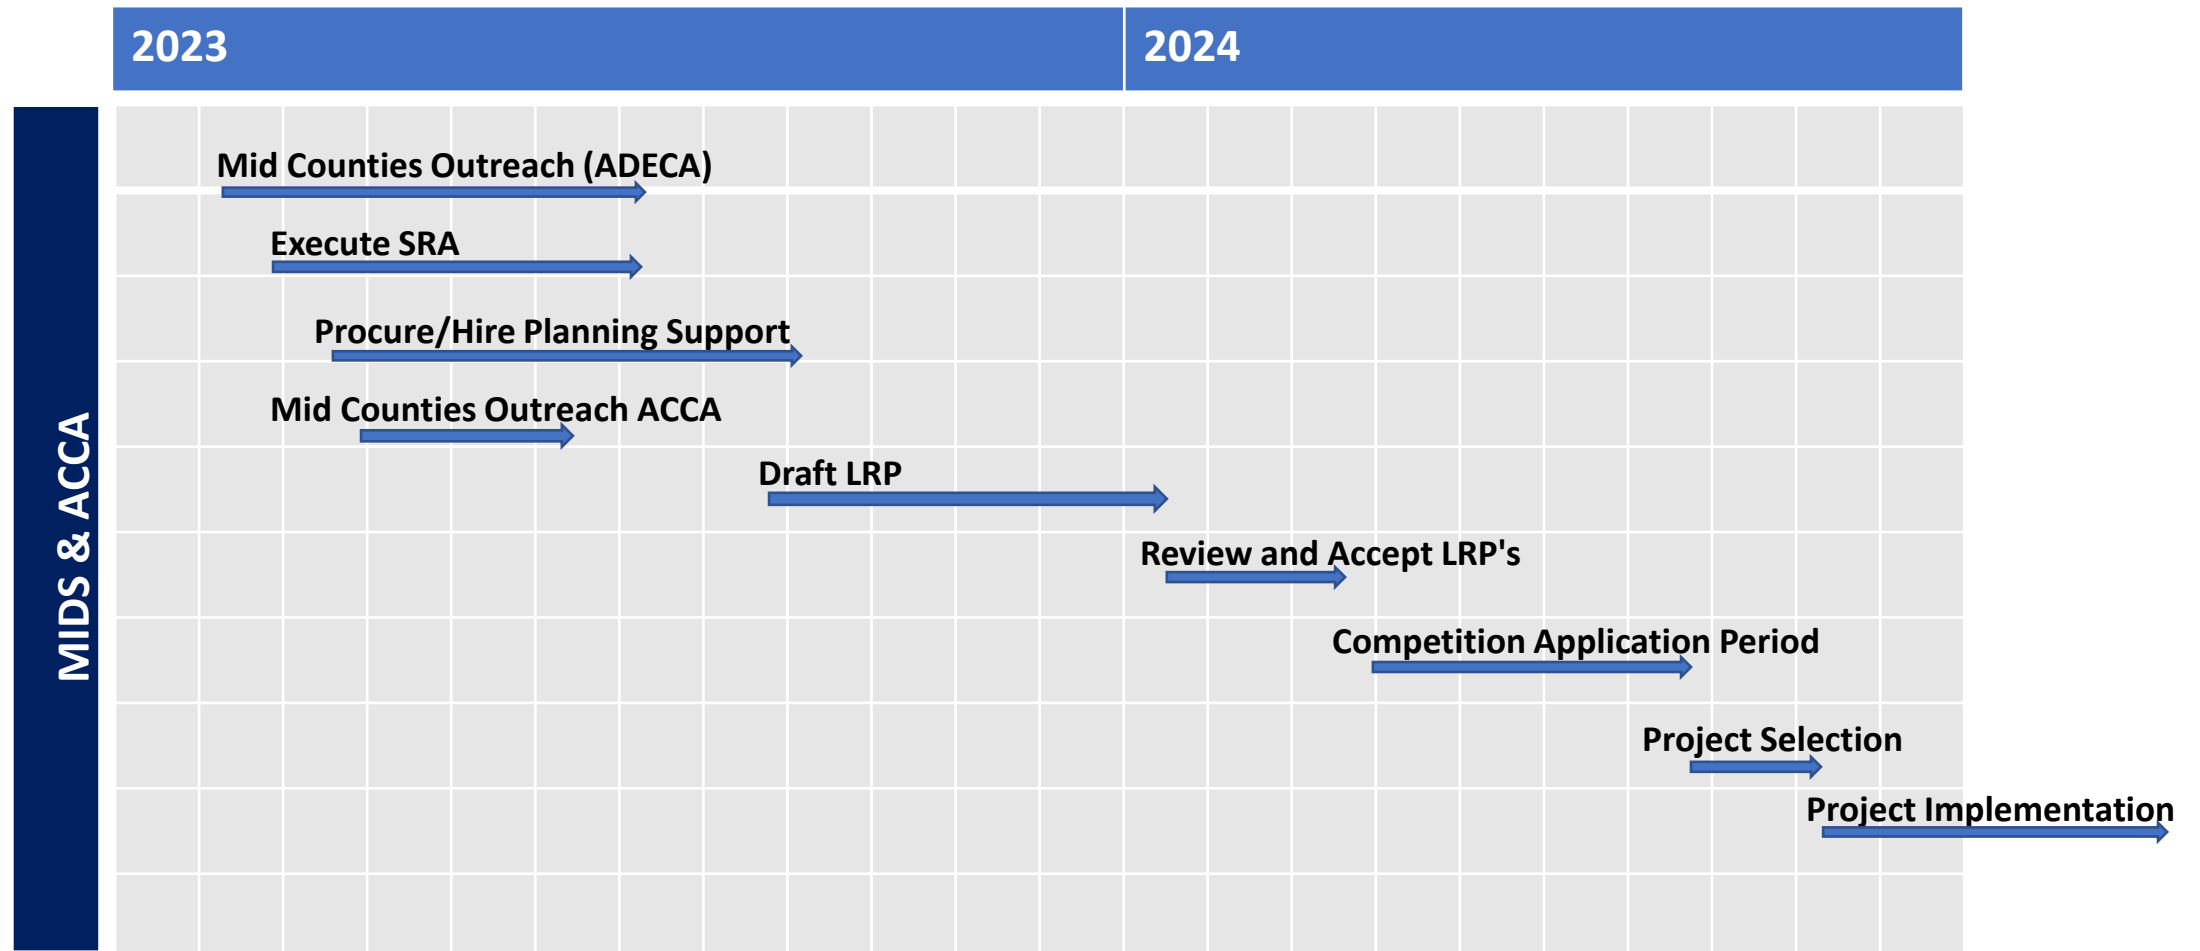 2023
2024
MIDS & ACCA
Mid Counties Outreach (ADECA)
Execute SRA
Procure/Hire Planning Support
Mid Counties Outreach ACCA
Draft LRP
Review and Accept LRP's
Competition Application Period
Project Selection
Project Implementation